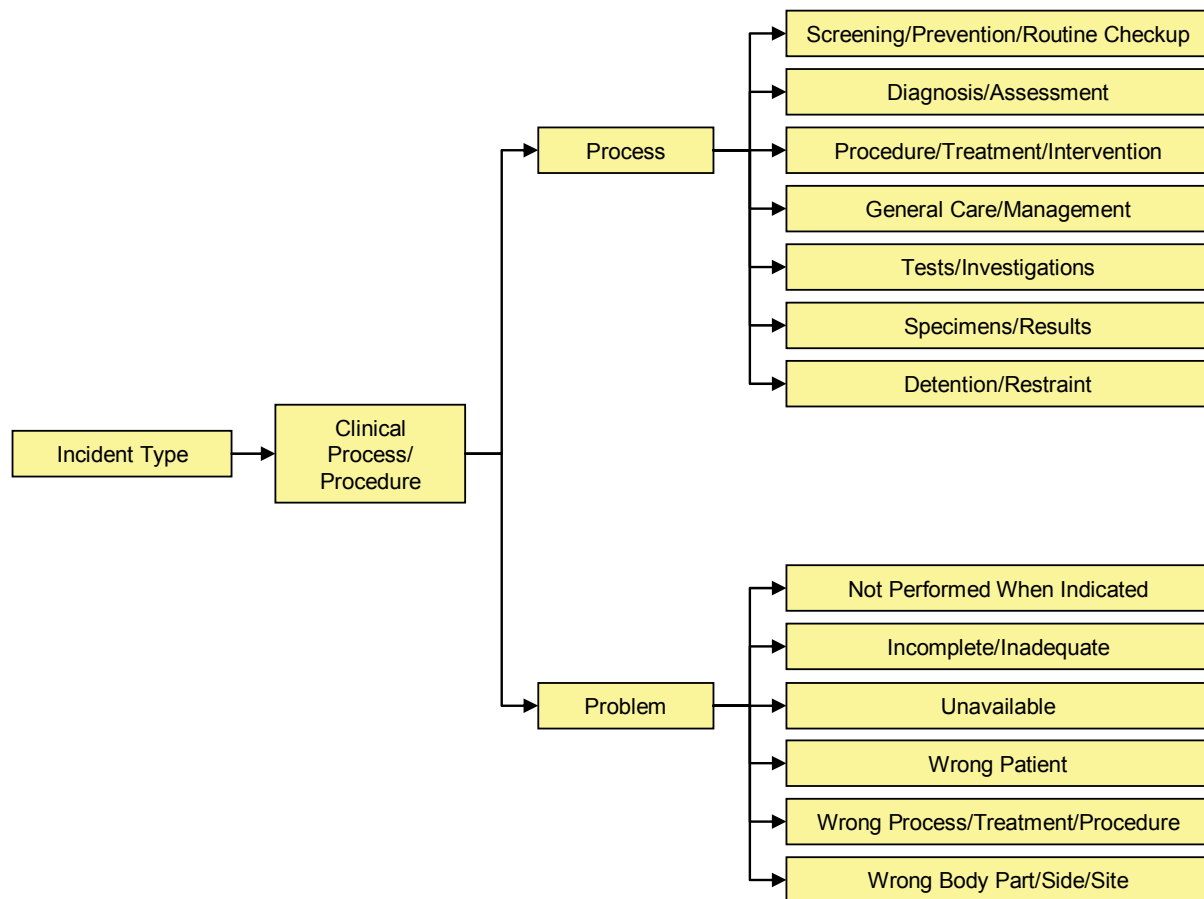 Screening/Prevention/Routine Checkup
Diagnosis/Assessment
Process
Procedure/Treatment/Intervention
General Care/Management
Tests/Investigations
Specimens/Results
Detention/Restraint
Incident Type
Clinical
Process/
Procedure
Not Performed When Indicated
Incomplete/Inadequate
Problem
Unavailable
Wrong Patient
Wrong Process/Treatment/Procedure
Wrong Body Part/Side/Site